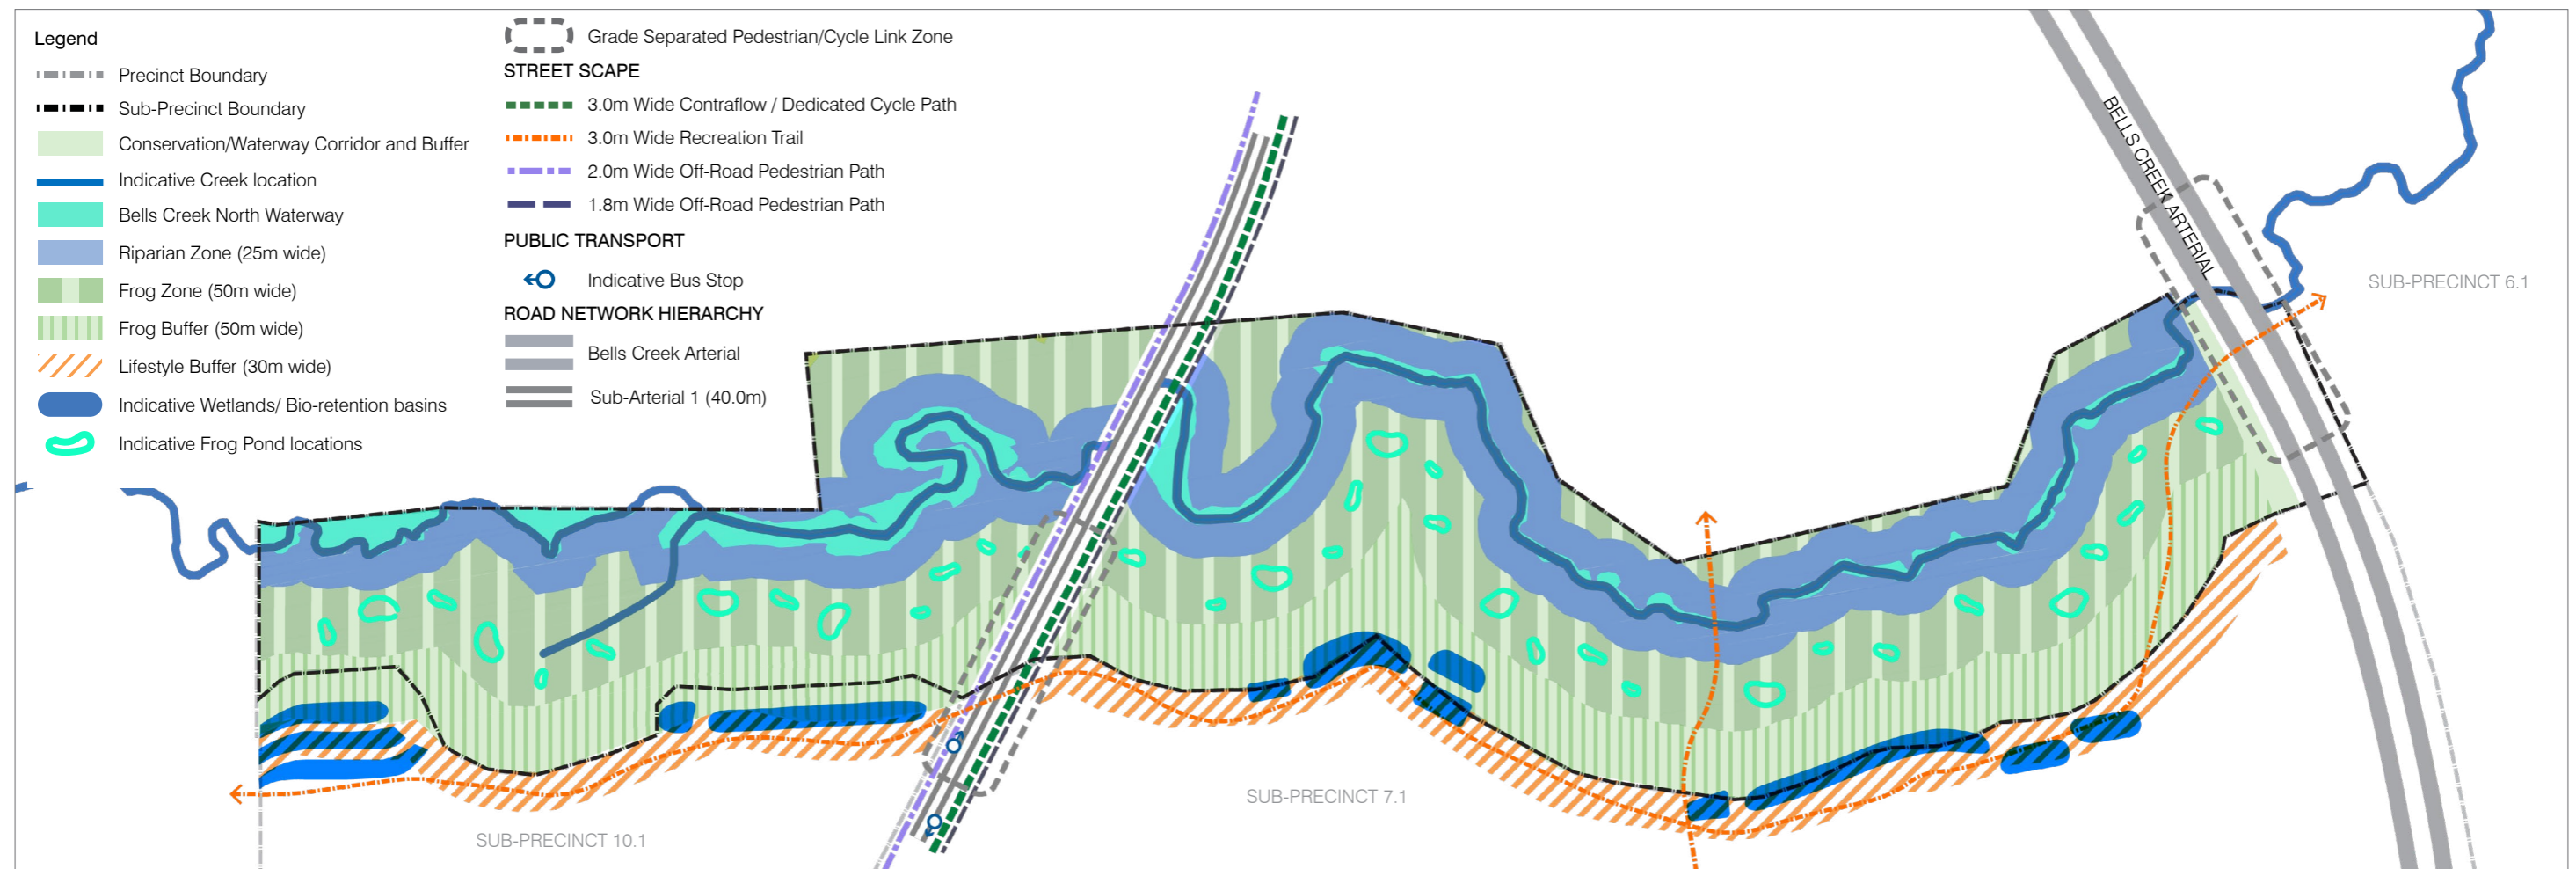 Legend
Precinct Boundary
Sub-Precinct Boundary
Conservation/Waterway Corridor and Buffer
Indicative Creek location
Bells Creek North Waterway
Riparian Zone (25m wide)
Frog Zone (50m wide)
Frog Buffer (50m wide)
Lifestyle Buffer (30m wide)
Indicative Wetlands/ Bio-retention basins
Indicative Frog Pond locations
Grade Separated Pedestrian/Cycle Link Zone
STREET SCAPE
3.0m Wide Contraflow / Dedicated Cycle Path
3.0m Wide Recreation Trail
2.0m Wide Off-Road Pedestrian Path
1.8m Wide Off-Road Pedestrian Path
PUBLIC TRANSPORT
Indicative Bus Stop
ROAD NETWORK HIERARCHY
Bells Creek Arterial
Sub-Arterial 1 (40.0m)
BELLS CREEK ARTERIAL
SUB-PRECINCT 6.1
SUB-PRECINCT 7.1
SUB-PRECINCT 10.1